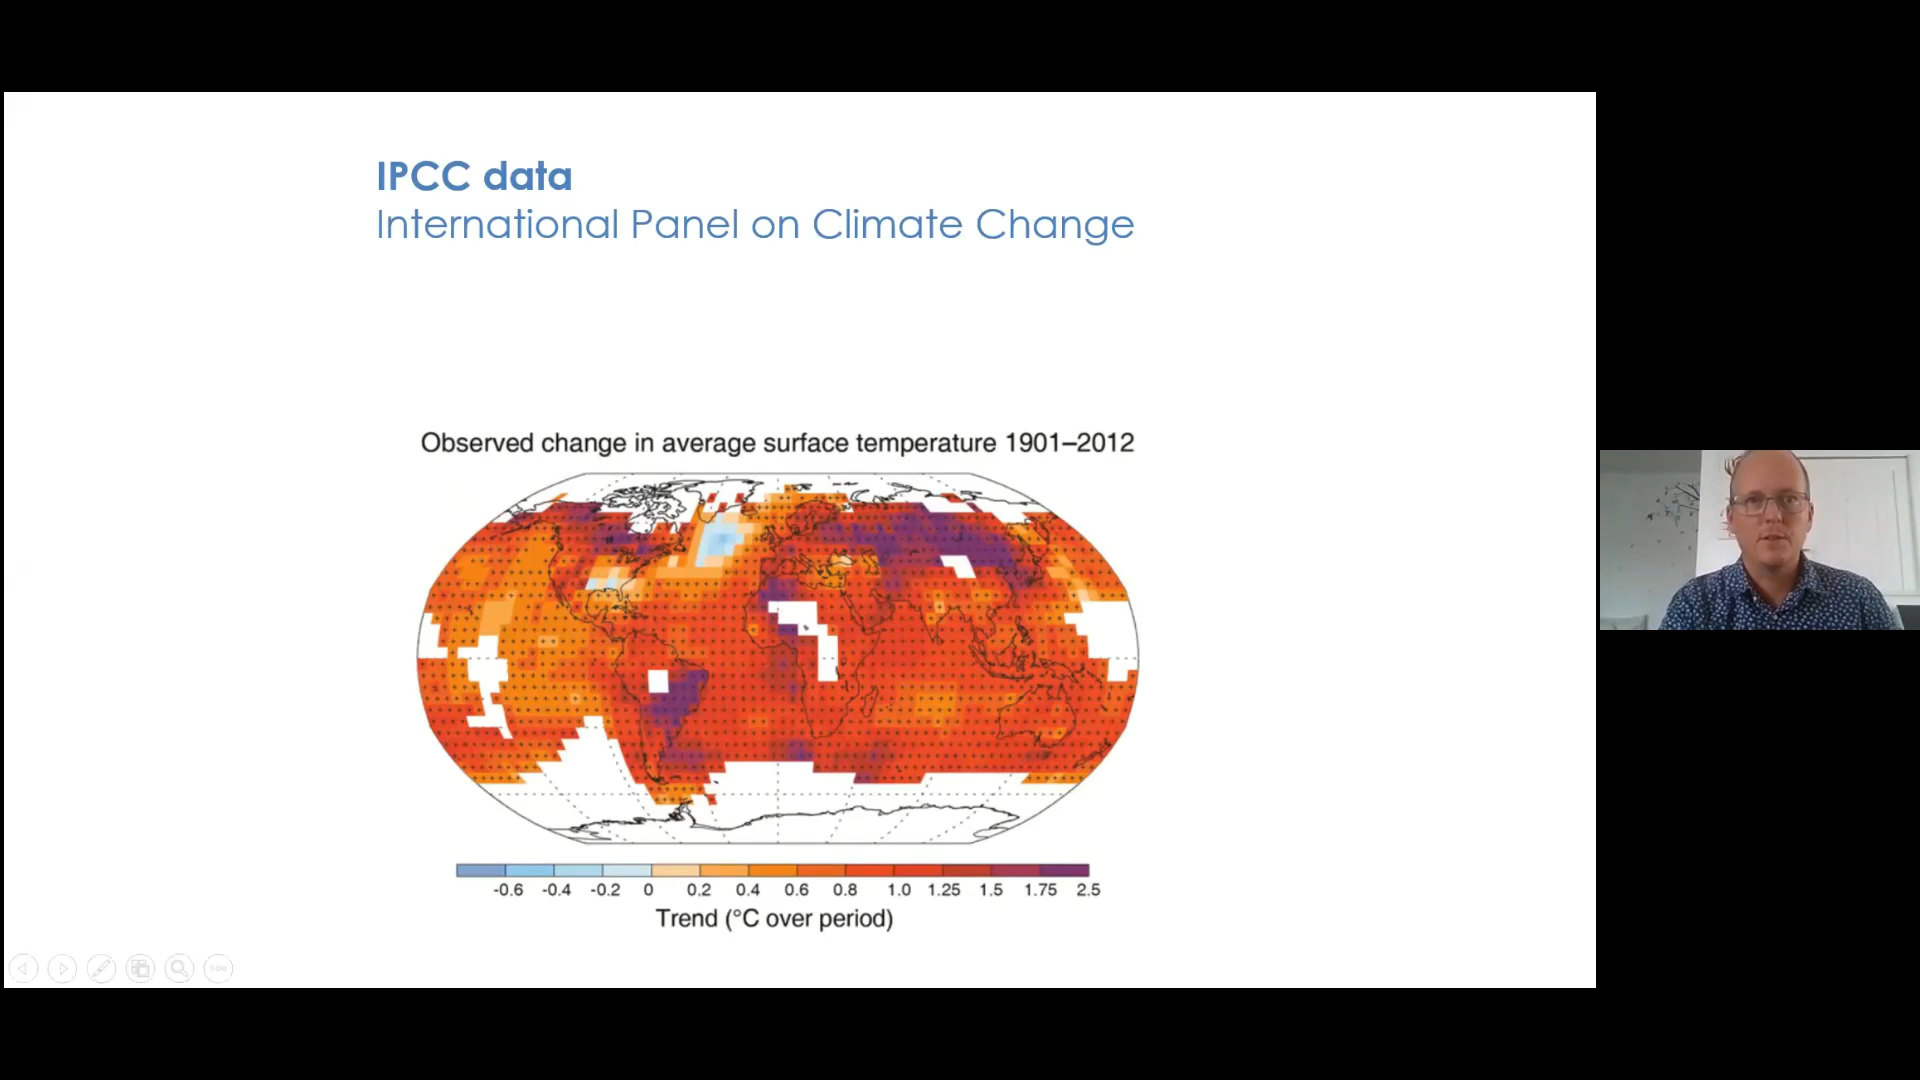 IPCC data
International Panel on Climate Change
Observed change in average surface temperature 1901–2012
-0.6 -0.4 -0.2 0 0.2 0.4 0.6 0.8 1.0 1.25 1.5 1.75 2.5
Trend (°C over period)